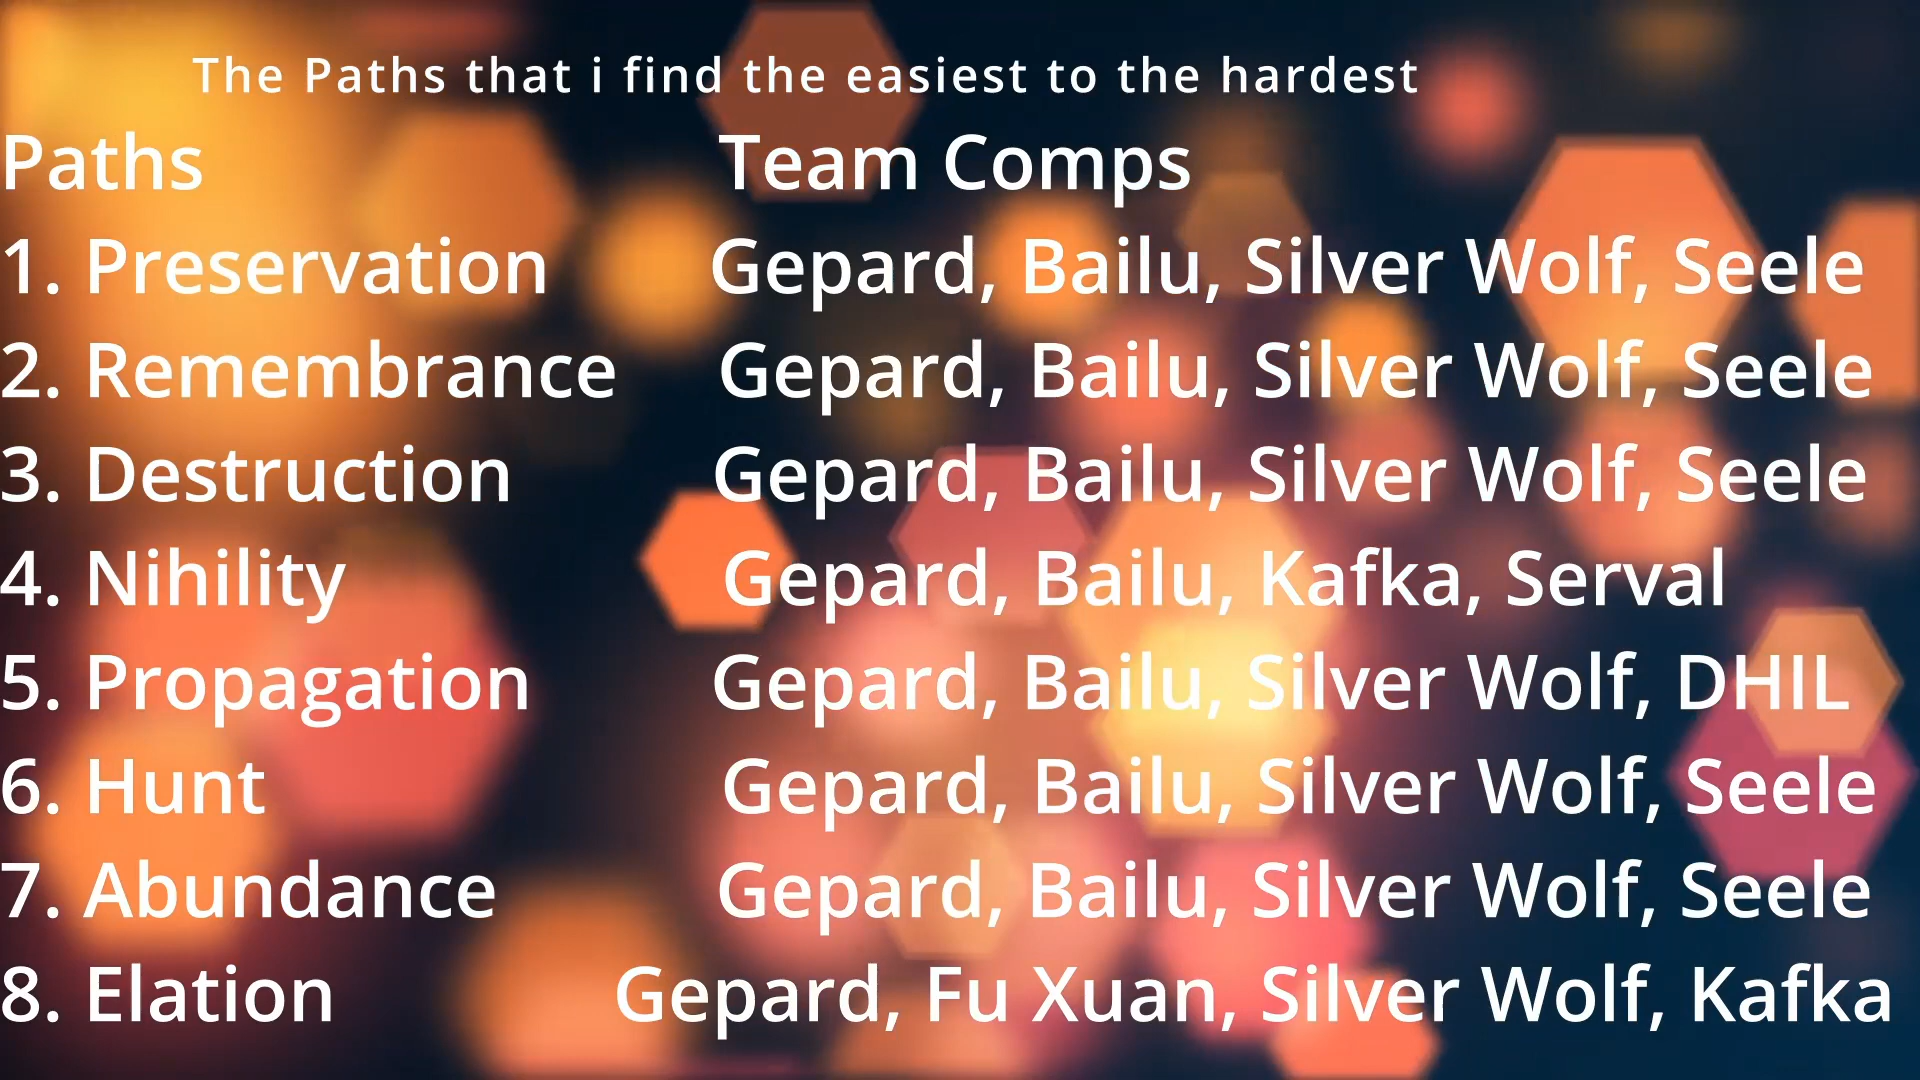 The Paths that i find the easiest to the hardest
Paths Team Comps
1. Preservation Gepard, Bailu, Silver Wolf, Seele
2. Remembrance Gepard, Bailu, Silver Wolf, Seele
3. Destruction Gepard, Bailu, Silver Wolf, Seele
4. Nihility Gepard, Bailu, Kafka, Serval
5. Propagation Gepard, Bailu, Silver Wolf, DHIL
6. Hunt Gepard, Bailu, Silver Wolf, Seele
7. Abundance Gepard, Bailu, Silver Wolf, Seele
8. Elation Gepard, Fu Xuan, Silver Wolf, Kafka